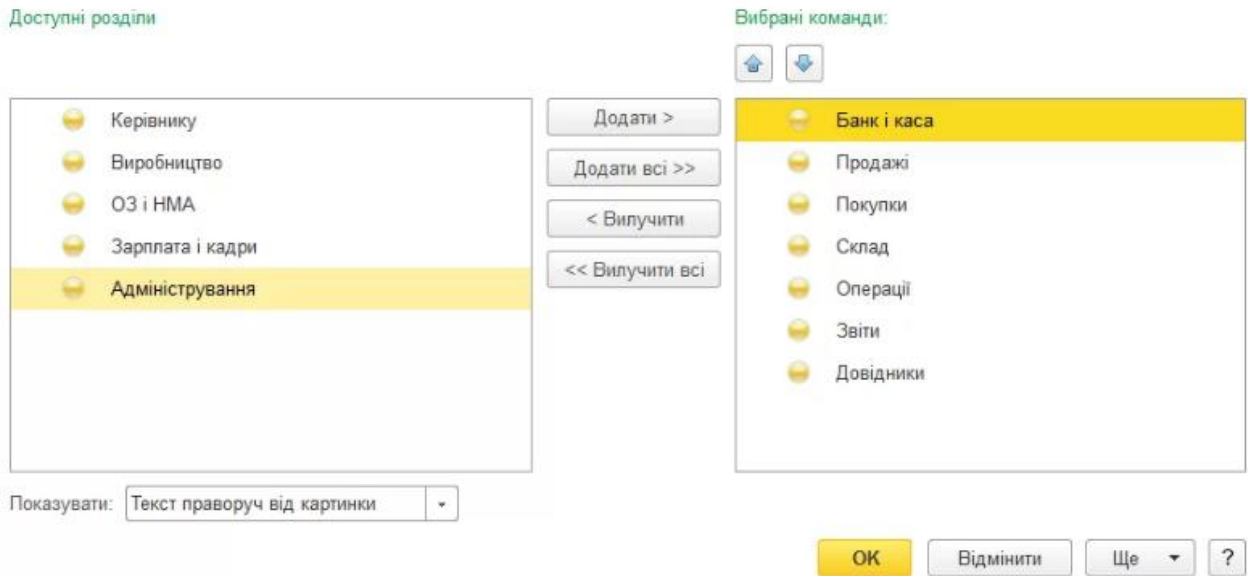 Доступні розділи
Вибрані команди:
Керівнику
Виробництво
ОЗ і НМА
Зарплата і кадри
Адміністрування
Додати >
Додати всі >>
< Вилучити
<< Вилучити всі
Банк і каса
Продажі
Покупки
Склад
Операції
Звіти
Довідники
Показувати: Текст праворуч від картинки
ОК Відмінити Ще ?